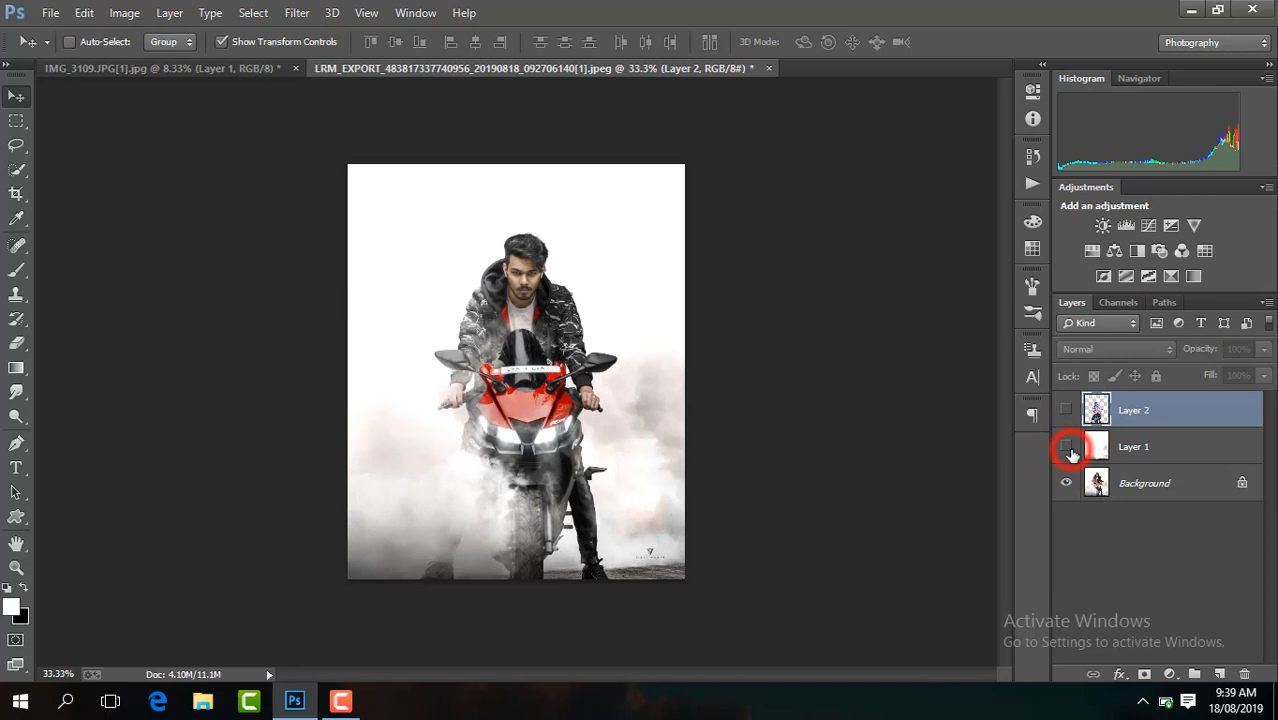 Ps File Edit Image Layer Type Select Filter 3D View Window Help
Auto-Select: Group Show Transform Controls 3D Mode: Photography
IMG_3109.JPG[1].jpg @ 8.33% (Layer 1, RGB/8) * × LRM_EXPORT_483817337740956_20190818_092706140[1].jpeg @ 33.3% (Layer 2, RGB/8#) * ×
Histogram Navigator
Adjustments
Add an adjustment
Layers Channels Paths
Kind
Normal Opacity: 100%
Lock: Fill: 100%
Layer 2
Layer 1
Background
Activate Windows
Go to Settings to activate Windows.
33.33% Doc: 4.10M/11.1M
9:39 AM
18/08/2019